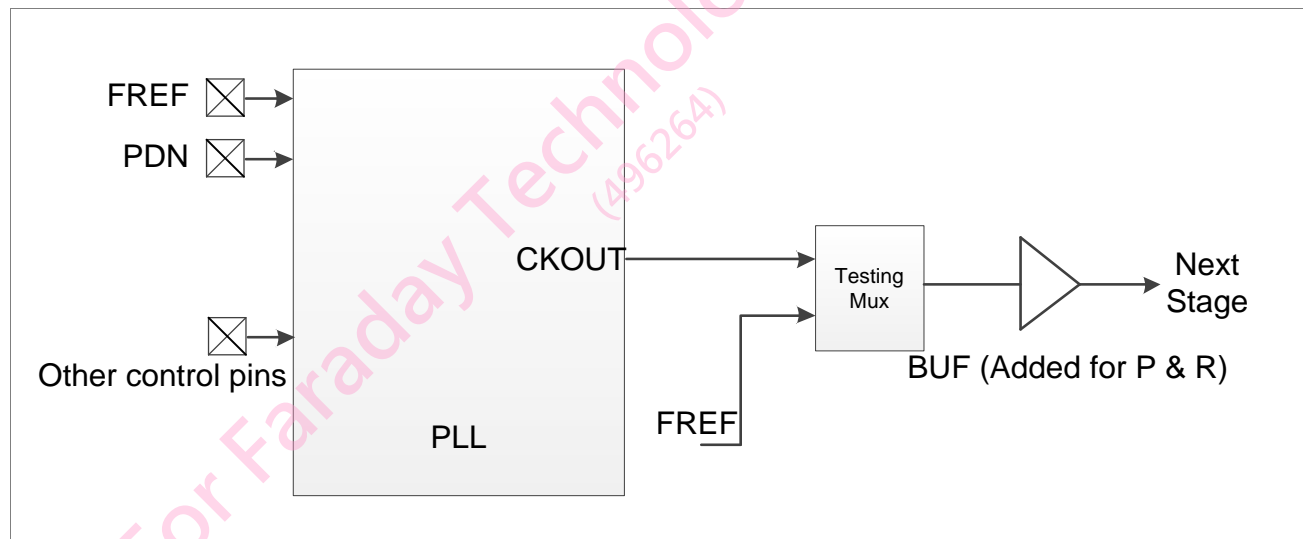 FREF
PDN
CKOUT
Testing
Mux
Next
Stage
Other control pins
BUF (Added for P & R)
FREF
PLL
For Faraday Technolo
(496264)